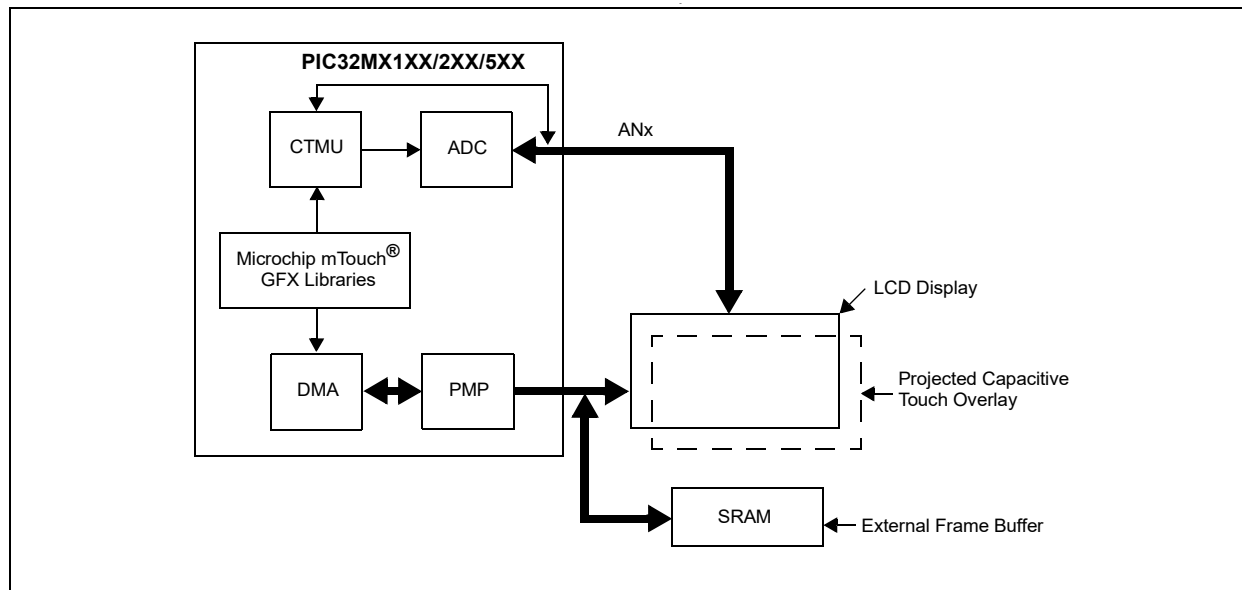 PIC32MX1XX/2XX/5XX
CTMU
ADC
ANx
Microchip mTouch®
GFX Libraries
LCD Display
DMA
PMP
Projected Capacitive
Touch Overlay
SRAM
External Frame Buffer